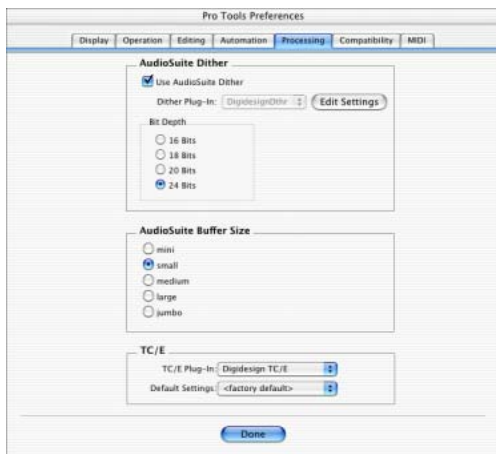 Pro Tools Preferences
Display Operation Editing Automation Processing Compatibility MIDI
AudioSuite Dither
Use AudioSuite Dither
Dither Plug-In: DigidesignDthr Edit Settings
Bit Depth
16 Bits
18 Bits
20 Bits
24 Bits
AudioSuite Buffer Size
mini
small
medium
large
jumbo
TC/E
TC/E Plug-In: Digidesign TC/E
Default Settings: <factory default>
Done